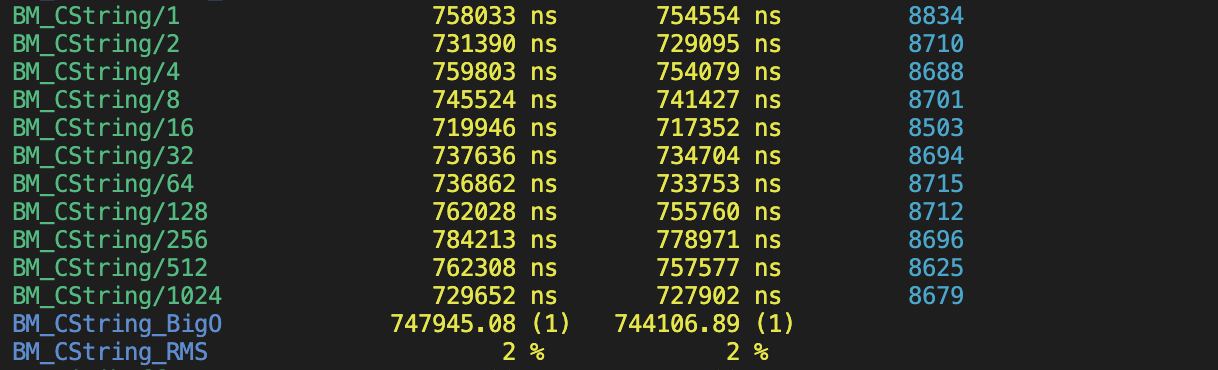 BM_CString/1 758033 ns 754554 ns 8834
BM_CString/2 731390 ns 729095 ns 8710
BM_CString/4 759803 ns 754079 ns 8688
BM_CString/8 745524 ns 741427 ns 8701
BM_CString/16 719946 ns 717352 ns 8503
BM_CString/32 737636 ns 734704 ns 8694
BM_CString/64 736862 ns 733753 ns 8715
BM_CString/128 762028 ns 755760 ns 8712
BM_CString/256 784213 ns 778971 ns 8696
BM_CString/512 762308 ns 757577 ns 8625
BM_CString/1024 729652 ns 727902 ns 8679
BM_CString_BigO 747945.08 (1) 744106.89 (1)
BM_CString_RMS 2 % 2 %